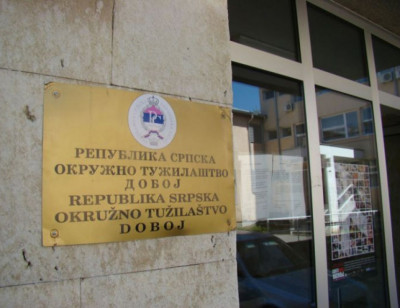 РЕПУБЛИКА СРПСКА
ОКРУЖНО ТУЖИЛАШТВО
ДОБОЈ
REPUBLIKA SRPSKA
OKRUŽNO TUŽILAŠTVO
DOBOJ